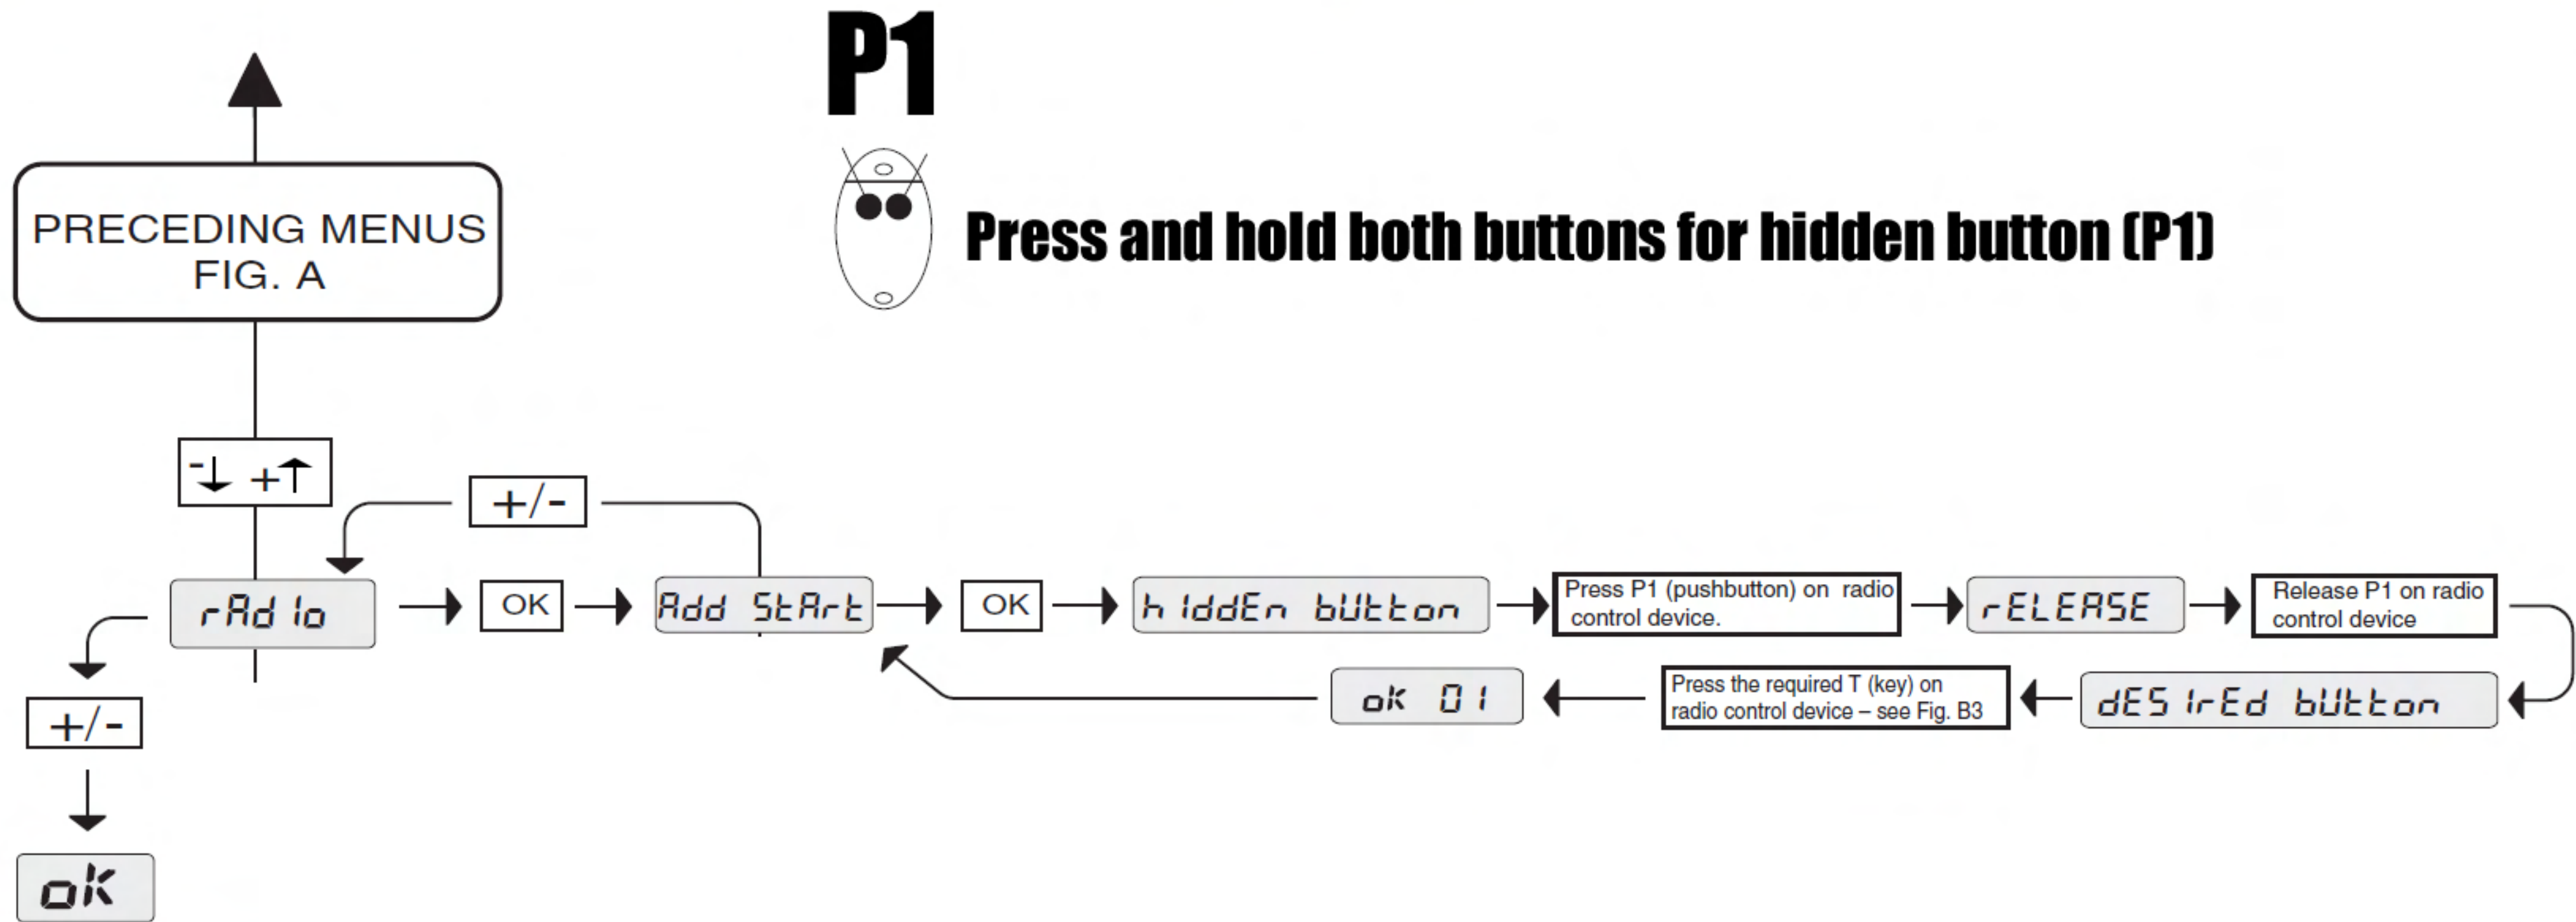 P1
PRECEDING MENUS
FIG. A
Press and hold both buttons for hidden button (P1)
-↓ +↑
+/-
rAdIo
OK
Add StArt
OK
hIddEn bUtton
Press P1 (pushbutton) on radio
control device.
rELEASE
Release P1 on radio
control device
+/-
ok 01
Press the required T (key) on
radio control device – see Fig. B3
dESIrEd bUtton
ok